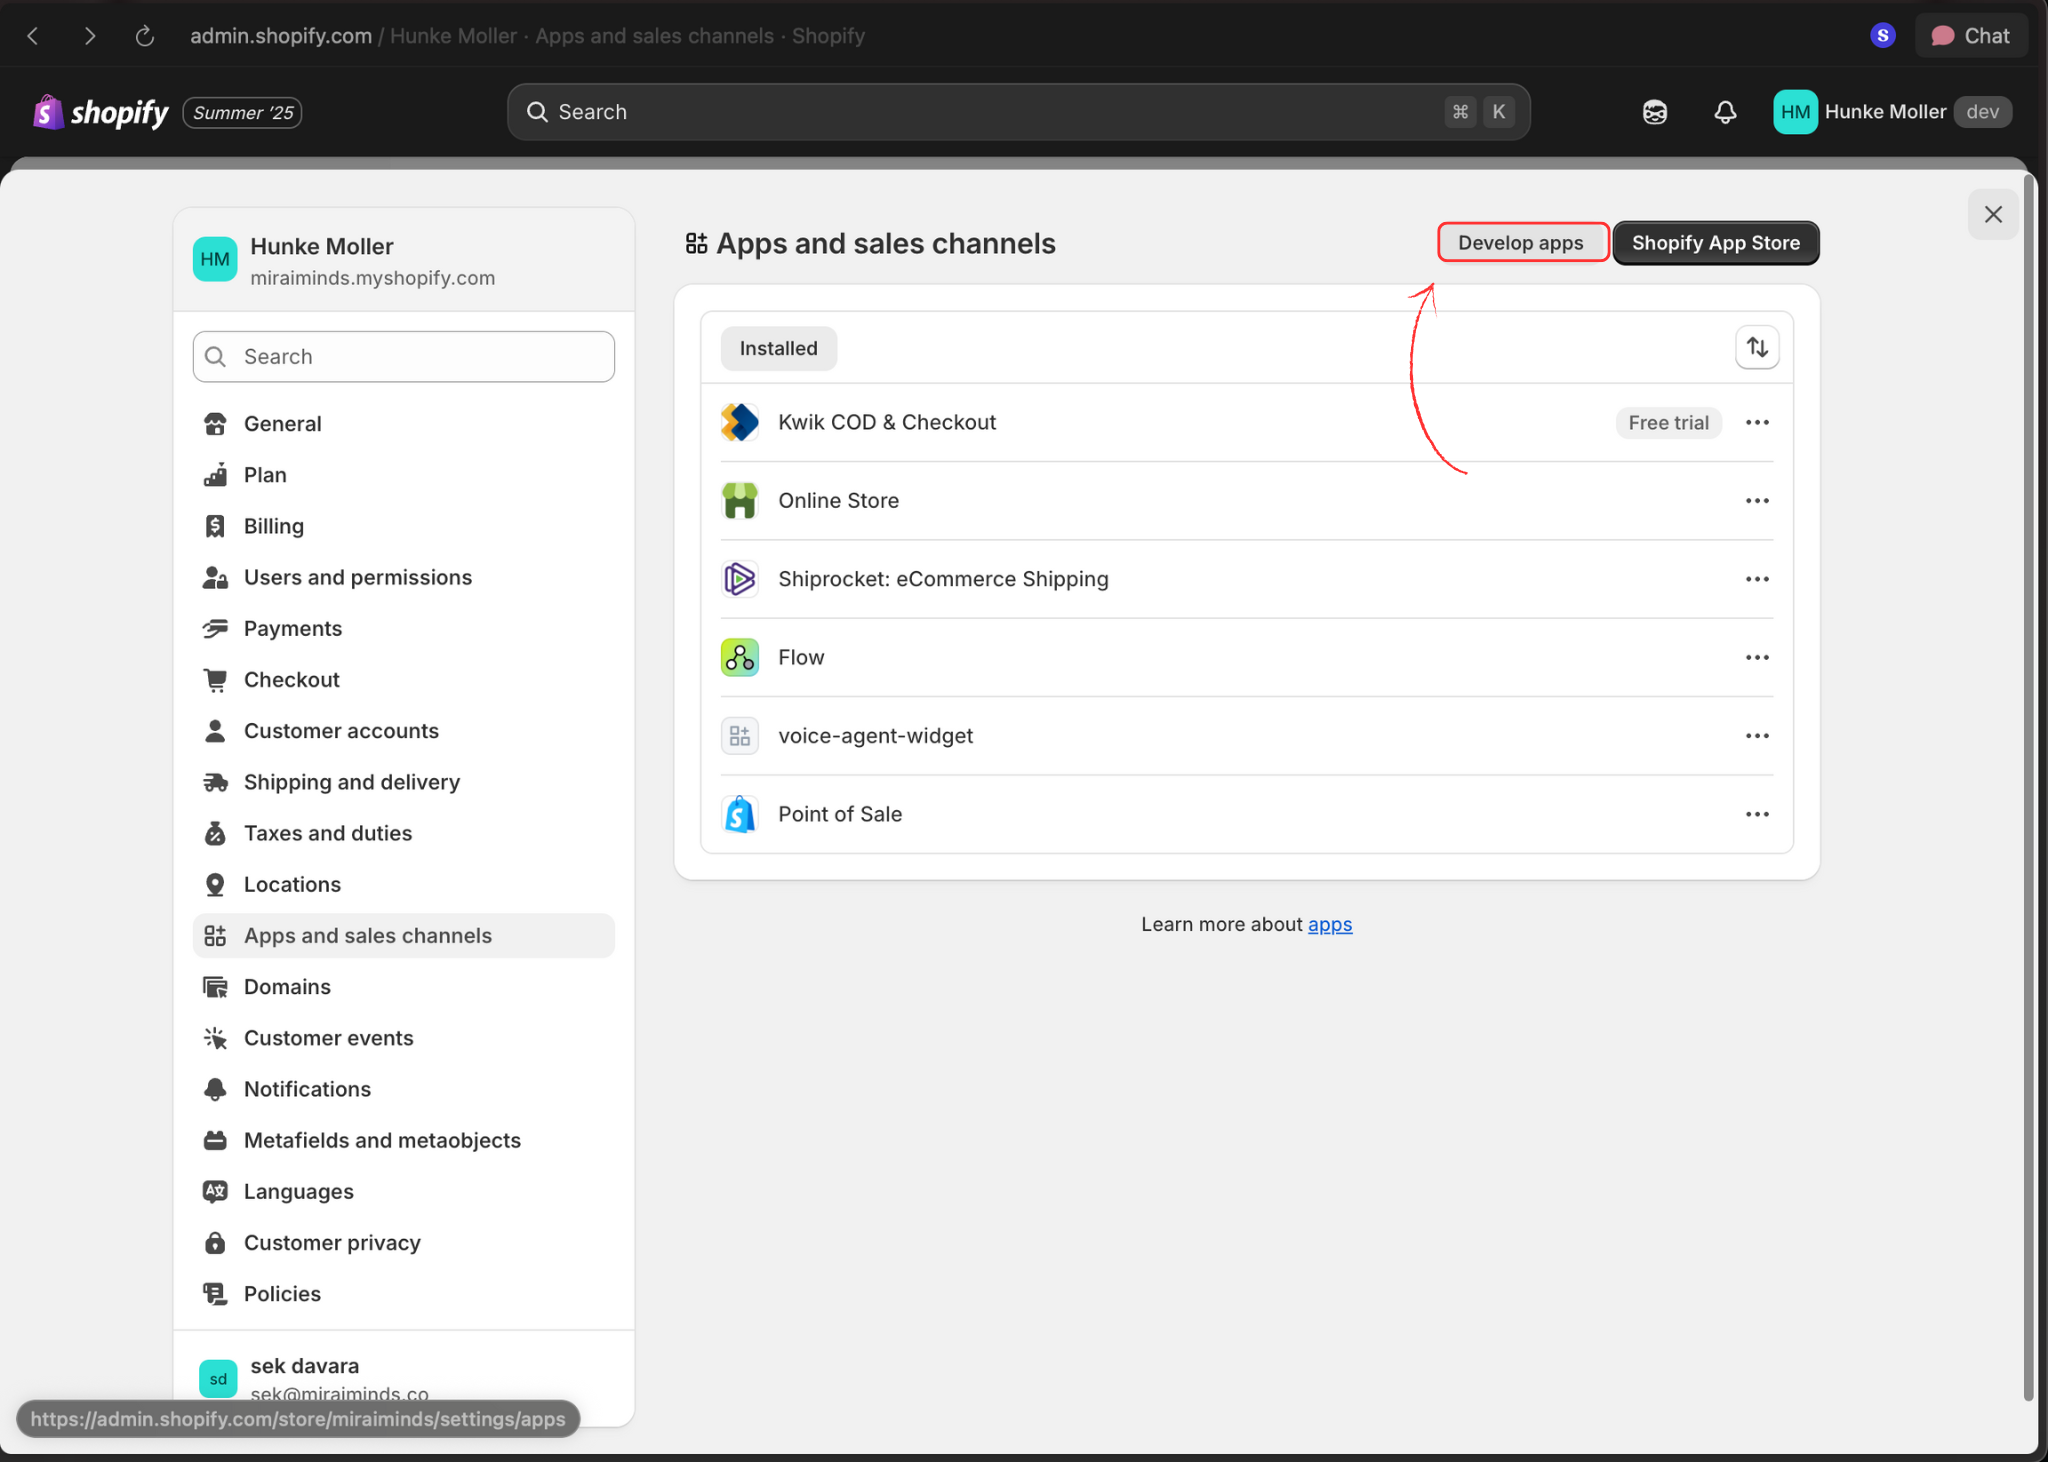 admin.shopify.com / Hunke Moller · Apps and sales channels · Shopify
S
Chat
shopify
Summer ’25
Search
⌘ K
HM
Hunke Moller
dev
HM
Hunke Moller
miraiminds.myshopify.com
Search
General
Plan
Billing
Users and permissions
Payments
Checkout
Customer accounts
Shipping and delivery
Taxes and duties
Locations
Apps and sales channels
Domains
Customer events
Notifications
Metafields and metaobjects
Languages
Customer privacy
Policies
sd
sek davara
sek@miraiminds.co
https://admin.shopify.com/store/miraiminds/settings/apps
Apps and sales channels
Develop apps
Shopify App Store
Installed
Kwik COD & Checkout
Free trial
Online Store
Shiprocket: eCommerce Shipping
Flow
voice-agent-widget
Point of Sale
Learn more about apps